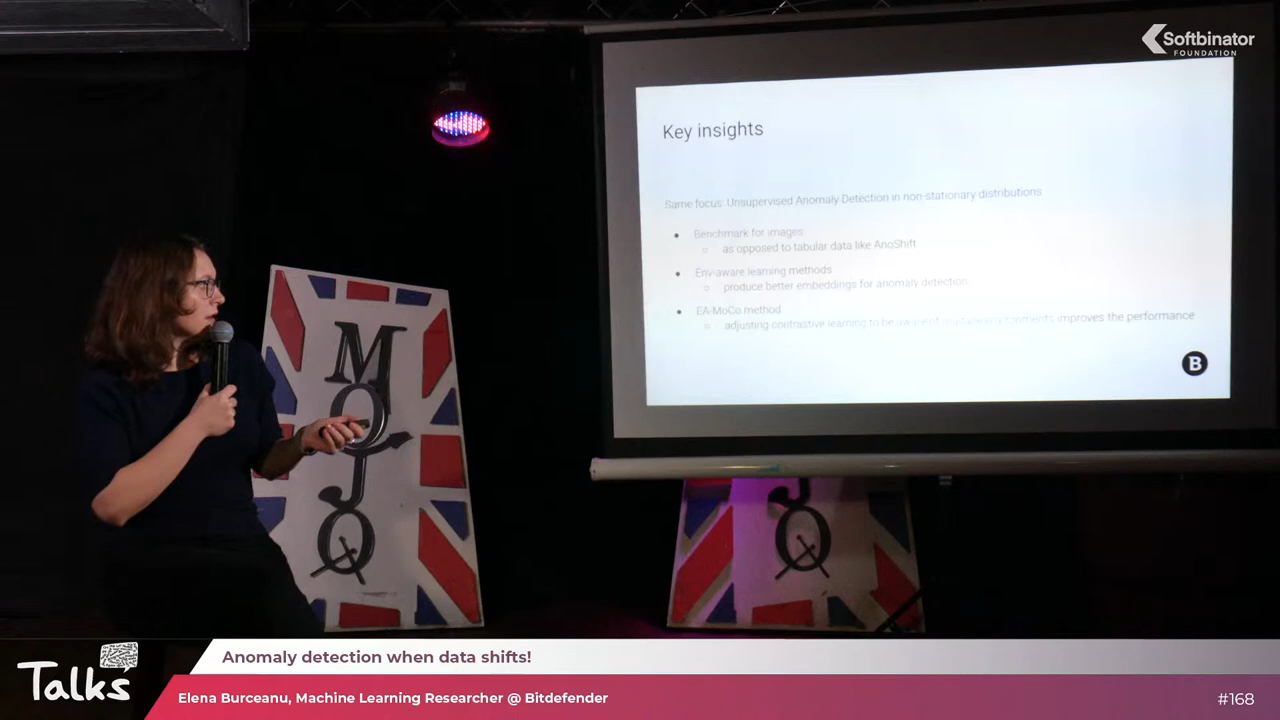 Softbinator
FOUNDATION
Key insights
Same focus: Unsupervised Anomaly Detection in non-stationary distributions
Benchmark for images
as opposed to tabular data like AnoShift
Env-aware learning methods
produce better embeddings for anomaly detection
EA-MoCo method
adjusting contrastive learning to be aware of improves the performance
B
MOJO
JO
Talks
Anomaly detection when data shifts!
Elena Burceanu, Machine Learning Researcher @ Bitdefender
#168